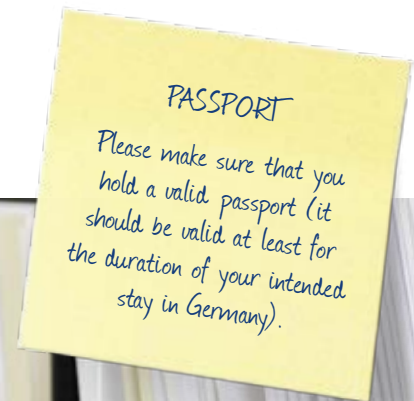 PASSPORT
Please make sure that you
hold a valid passport (it
should be valid at least for
the duration of your intended
stay in Germany).